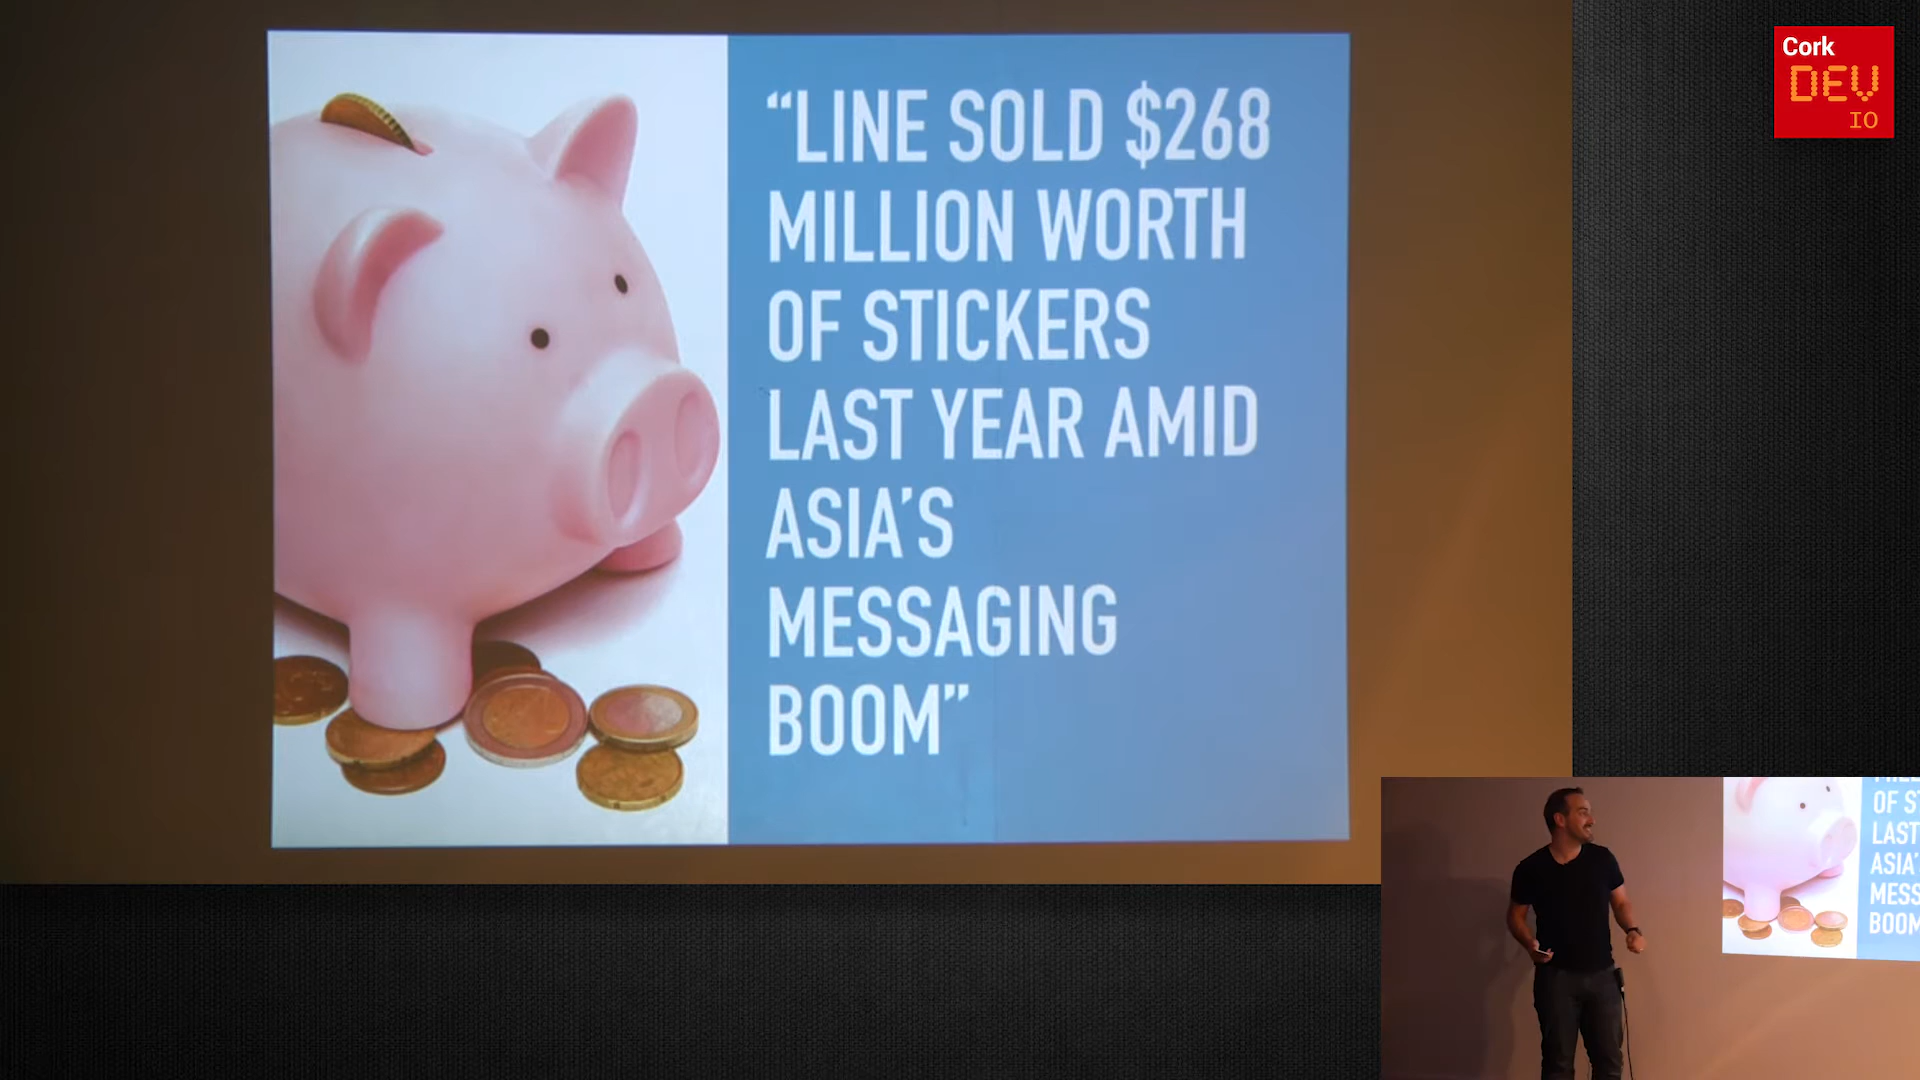 Cork
DEV
IO
“LINE SOLD $268
MILLION WORTH
OF STICKERS
LAST YEAR AMID
ASIA’S
MESSAGING
BOOM”
OF S
LAST
ASIA’
MESS
BOOM